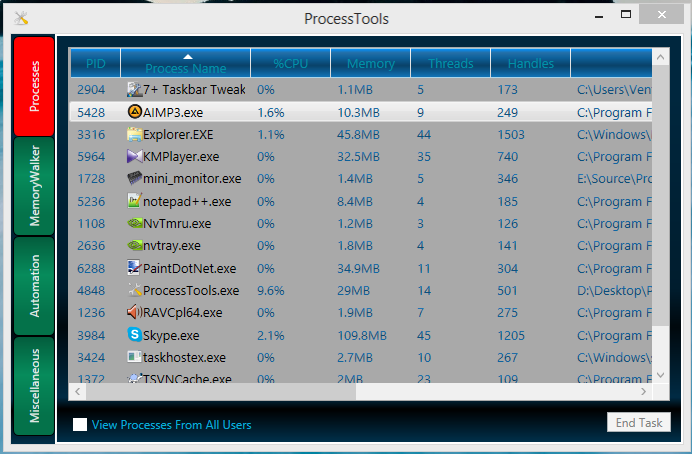 ProcessTools
Processes
MemoryWalker
Automation
Miscellaneous
PID Process Name %CPU Memory Threads Handles
2904 7+ Taskbar Tweak 0% 1.1MB 5 173 C:\Users\Ven
5428 AIMP3.exe 1.6% 10.3MB 9 249 C:\Program F
3316 Explorer.EXE 1.1% 45.8MB 44 1503 C:\Windows\
5964 KMPlayer.exe 0% 32.5MB 35 740 C:\Program F
1728 mini_monitor.exe 0% 1.4MB 5 346 E:\Source\Pro
5236 notepad++.exe 0% 8.4MB 4 185 C:\Program F
1108 NvTmru.exe 0% 1.2MB 3 126 C:\Program F
2636 nvtray.exe 0% 1.8MB 4 141 C:\Program F
6288 PaintDotNet.exe 0% 34.9MB 11 304 C:\Program F
4848 ProcessTools.exe 9.6% 29MB 14 501 D:\Desktop\P
1236 RAVCpl64.exe 0% 1.9MB 7 275 C:\Program F
3984 Skype.exe 2.1% 109.8MB 45 1205 C:\Program F
3424 taskhostex.exe 0% 2.7MB 10 267 C:\Windows\
1372 TSVNCache.exe 0% 2MB 23 109 C:\Program F
View Processes From All Users
End Task